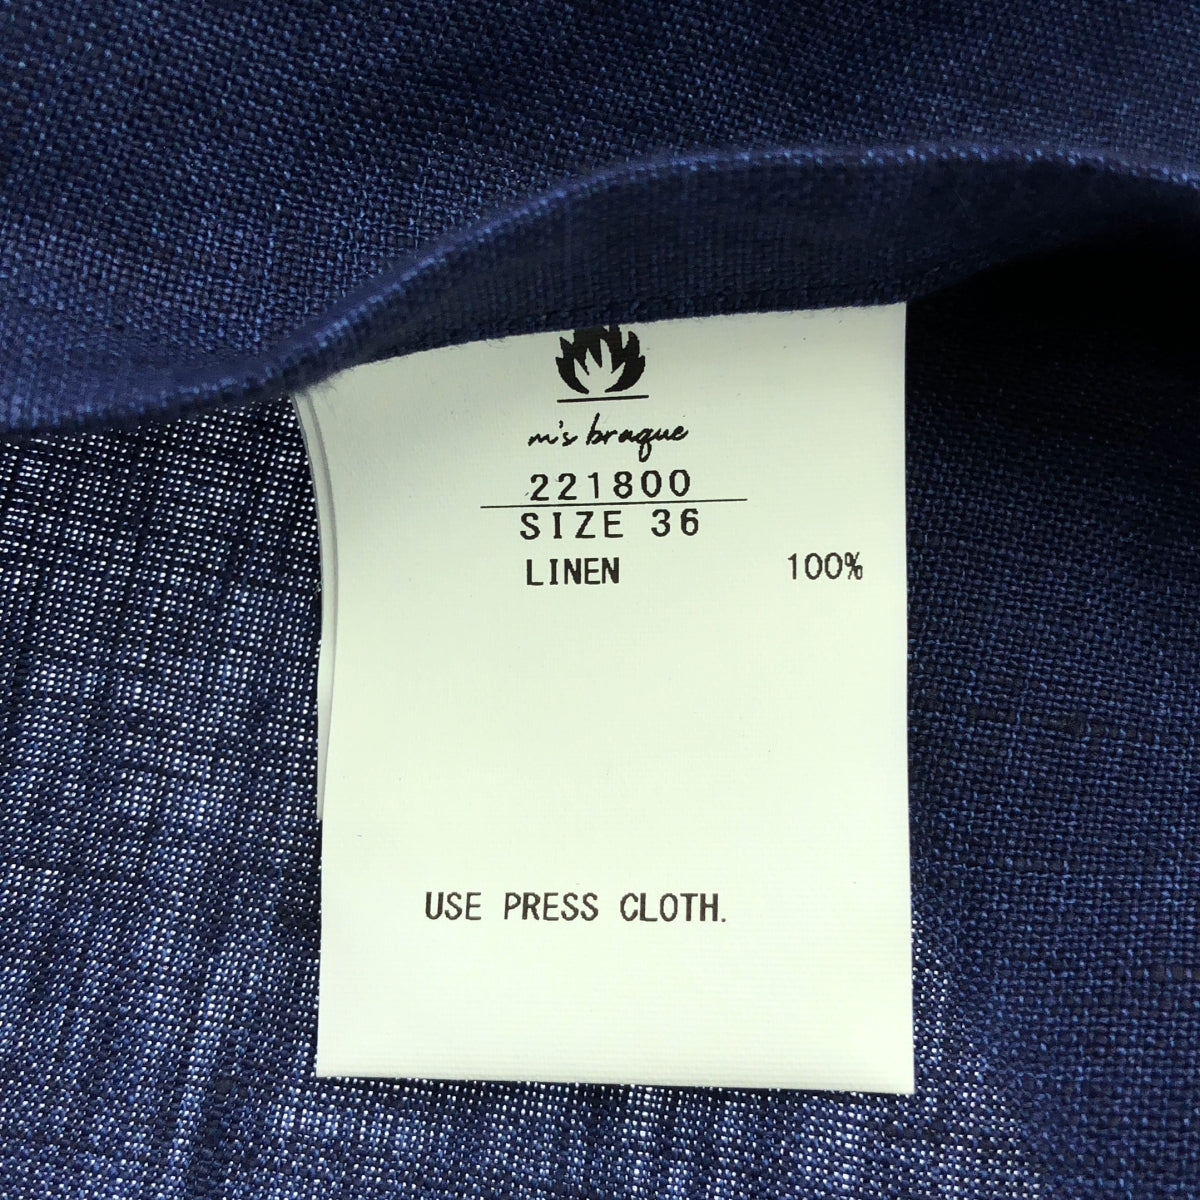 m's braque
221800
SIZE 36
LINEN 100%
USE PRESS CLOTH.